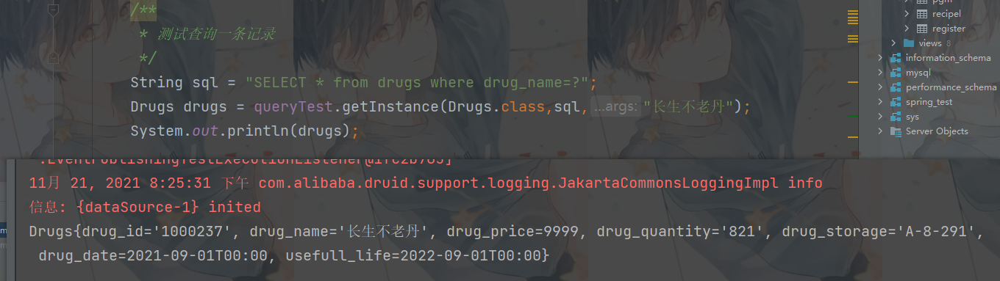 /**
* 测试查询一条记录
*/
String sql = "SELECT * from drugs where drug_name=?";
Drugs drugs = queryTest.getInstance(Drugs.class,sql, ...args: "长生不老丹");
System.out.println(drugs);
pgm
recipel
register
views 8
information_schema
mysql
performance_schema
spring_test
sys
Server Objects
.EventPublishingTestExecutionListener@1fc2b765]
11月 21, 2021 8:25:31 下午 com.alibaba.druid.support.logging.JakartaCommonsLoggingImpl info
信息: {dataSource-1} inited
Drugs{drug_id='1000237', drug_name='长生不老丹', drug_price=9999, drug_quantity='821', drug_storage='A-8-291',
drug_date=2021-09-01T00:00, usefull_life=2022-09-01T00:00}